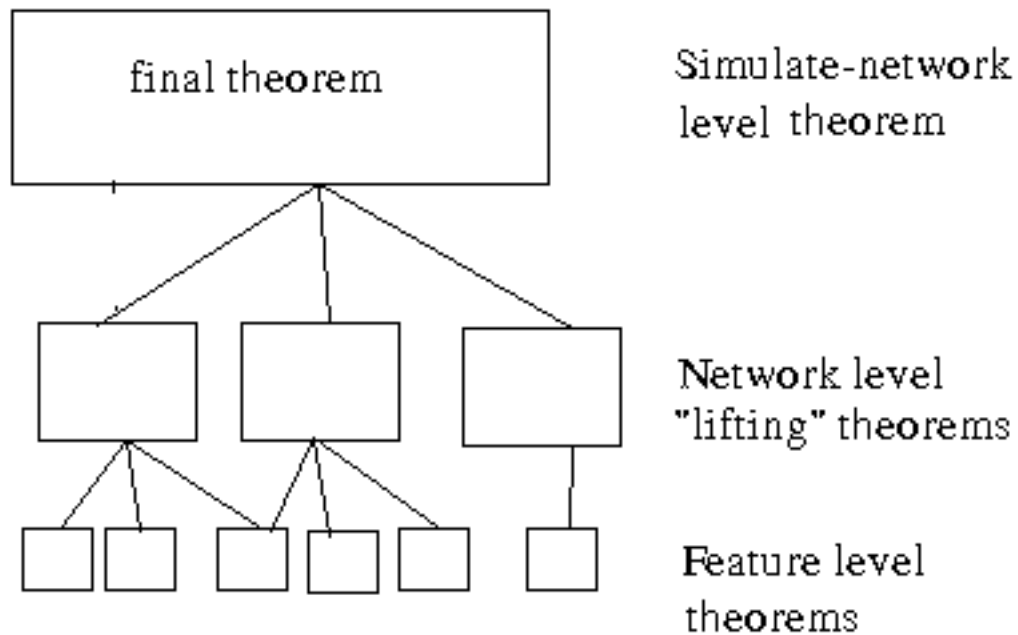 final theorem
Simulate-network
level theorem
Network level
"lifting" theorems
Feature level
theorems